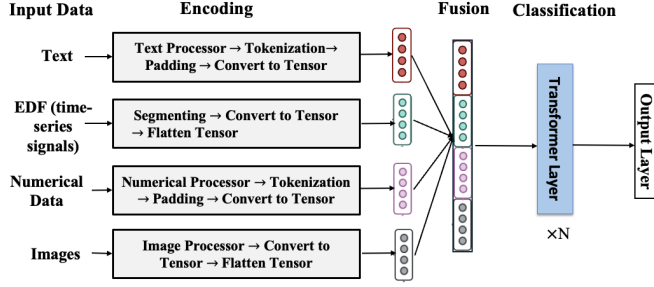 Input Data
Encoding
Fusion
Classification
Text
Text Processor → Tokenization→
Padding → Convert to Tensor
EDF (time-
series
signals)
Segmenting → Convert to Tensor
→ Flatten Tensor
Numerical
Data
Numerical Processor → Tokenization
→ Padding → Convert to Tensor
Images
Image Processor → Convert to
Tensor → Flatten Tensor
Transformer Layer
×N
Output Layer